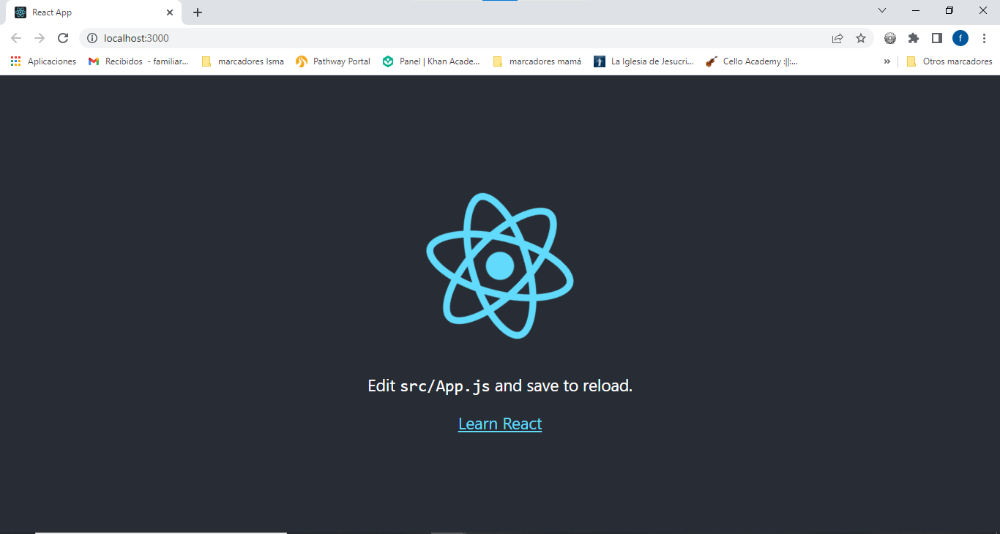 React App
localhost:3000
Aplicaciones Recibidos - familiar... marcadores Isma Pathway Portal Panel | Khan Acade... marcadores mamá La Iglesia de Jesucri... Cello Academy :||:... » Otros marcadores
f
Edit src/App.js and save to reload.
Learn React